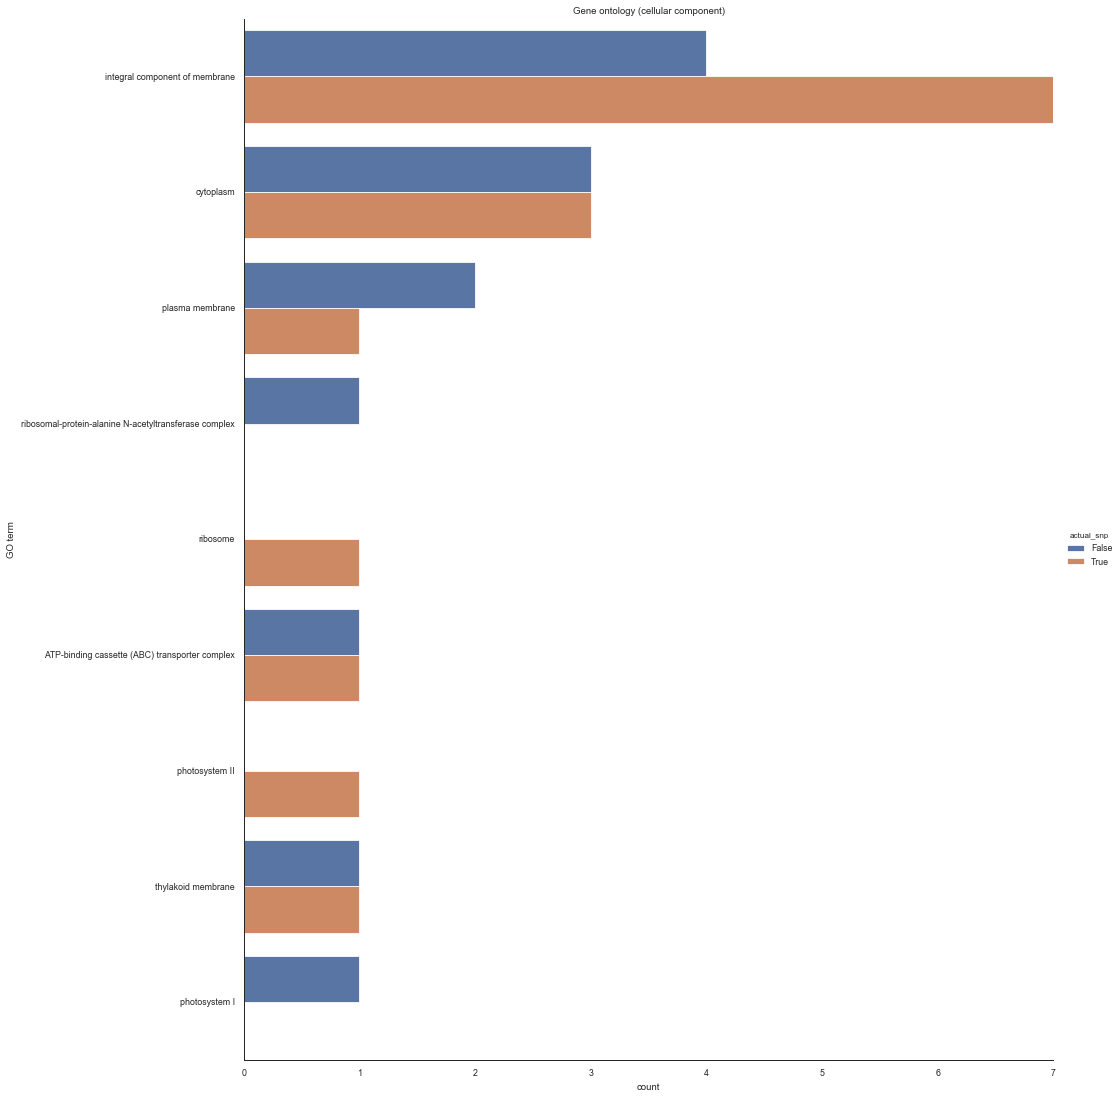 Gene ontology (cellular component)
integral component of membrane
cytoplasm
plasma membrane
ribosomal-protein-alanine N-acetyltransferase complex
ribosome
ATP-binding cassette (ABC) transporter complex
photosystem II
thylakoid membrane
photosystem I
GO term
0 1 2 3 4 5 6 7
count
actual_snp
False
True